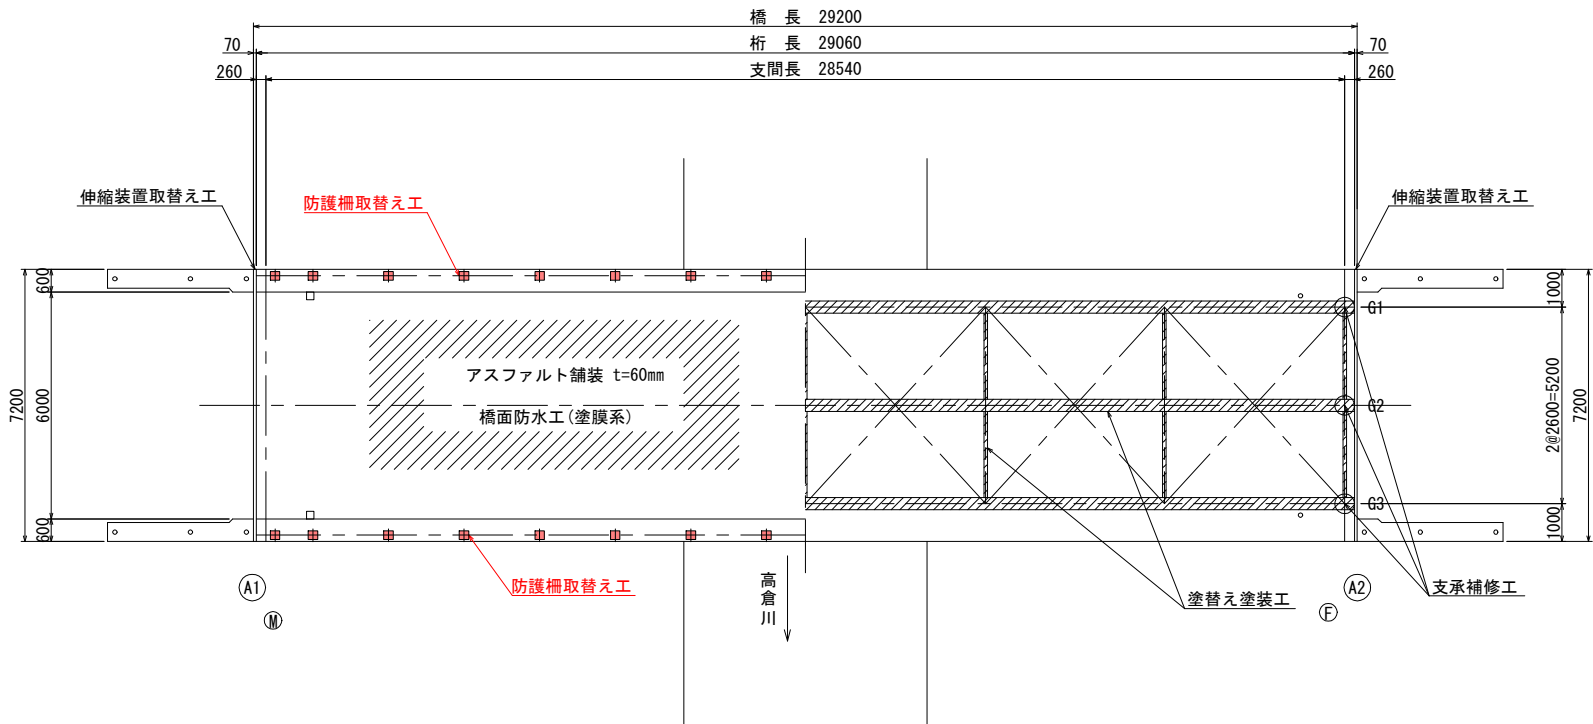 橋 長 29200
70 桁 長 29060 70
260 支間長 28540 260
伸縮装置取替え工
防護柵取替え工
伸縮装置取替え工
600
6000
600
7200
アスファルト舗装 t=60mm
橋面防水工(塗膜系)
G1
G2
G3
1000
2@2600=5200
1000
7200
A1
M
防護柵取替え工
高倉川
塗替え塗装工
F
A2
支承補修工